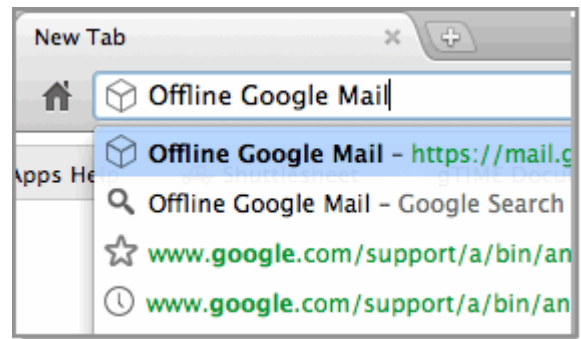 New Tab
Offline Google Mail
Offline Google Mail – https://mail.g
Apps He
Offline Google Mail – Google Search
www.google.com/support/a/bin/an
www.google.com/support/a/bin/an